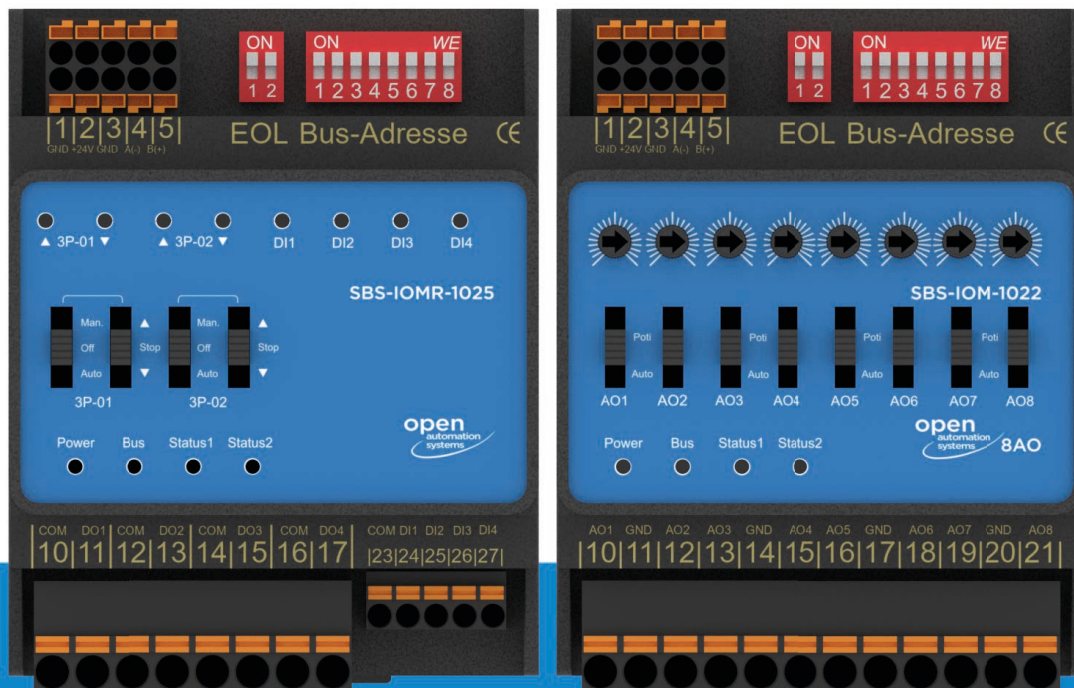 ON
1 2
ON WE
1 2 3 4 5 6 7 8
|1|2|3|4|5|
GND +24V GND A(-) B(+)
EOL Bus-Adresse CE
▲ 3P-01 ▼
▲ 3P-02 ▼
DI1 DI2 DI3 DI4
SBS-IOMR-1025
Man. ▲ Man. ▲
Off Stop Off Stop
Auto ▼ Auto ▼
3P-01 3P-02
open
automation
systems
Power Bus Status1 Status2
COM DO1 COM DO2 COM DO3 COM DO4
|10|11|12|13|14|15|16|17|
COM DI1 DI2 DI3 DI4
|23|24|25|26|27|
ON
1 2
ON WE
1 2 3 4 5 6 7 8
|1|2|3|4|5|
GND +24V GND A(-) B(+)
EOL Bus-Adresse CE
SBS-IOM-1022
Poti Poti Poti Poti
Auto Auto Auto Auto
AO1 AO2 AO3 AO4 AO5 AO6 AO7 AO8
open
automation
systems
8AO
Power Bus Status1 Status2
AO1 GND AO2 AO3 GND AO4 AO5 GND AO6 AO7 GND AO8
|10|11|12|13|14|15|16|17|18|19|20|21|